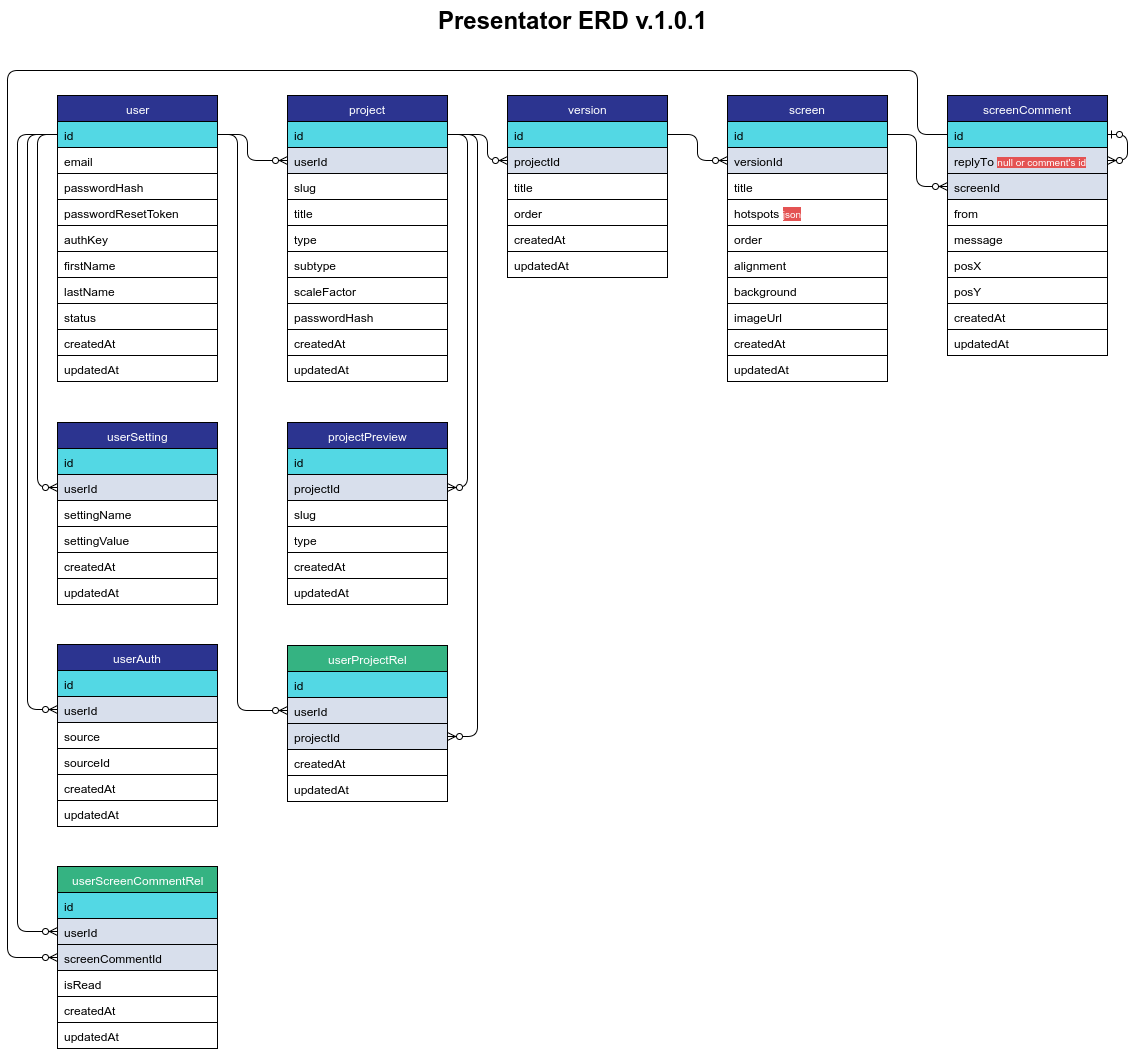 Presentator ERD v.1.0.1
user
id
email
passwordHash
passwordResetToken
authKey
firstName
lastName
status
createdAt
updatedAt
project
id
userId
slug
title
type
subtype
scaleFactor
passwordHash
createdAt
updatedAt
version
id
projectId
title
order
createdAt
updatedAt
screen
id
versionId
title
hotspots json
order
alignment
background
imageUrl
createdAt
updatedAt
screenComment
id
replyTo null or comment's id
screenId
from
message
posX
posY
createdAt
updatedAt
userSetting
id
userId
settingName
settingValue
createdAt
updatedAt
projectPreview
id
projectId
slug
type
createdAt
updatedAt
userAuth
id
userId
source
sourceId
createdAt
updatedAt
userProjectRel
id
userId
projectId
createdAt
updatedAt
userScreenCommentRel
id
userId
screenCommentId
isRead
createdAt
updatedAt